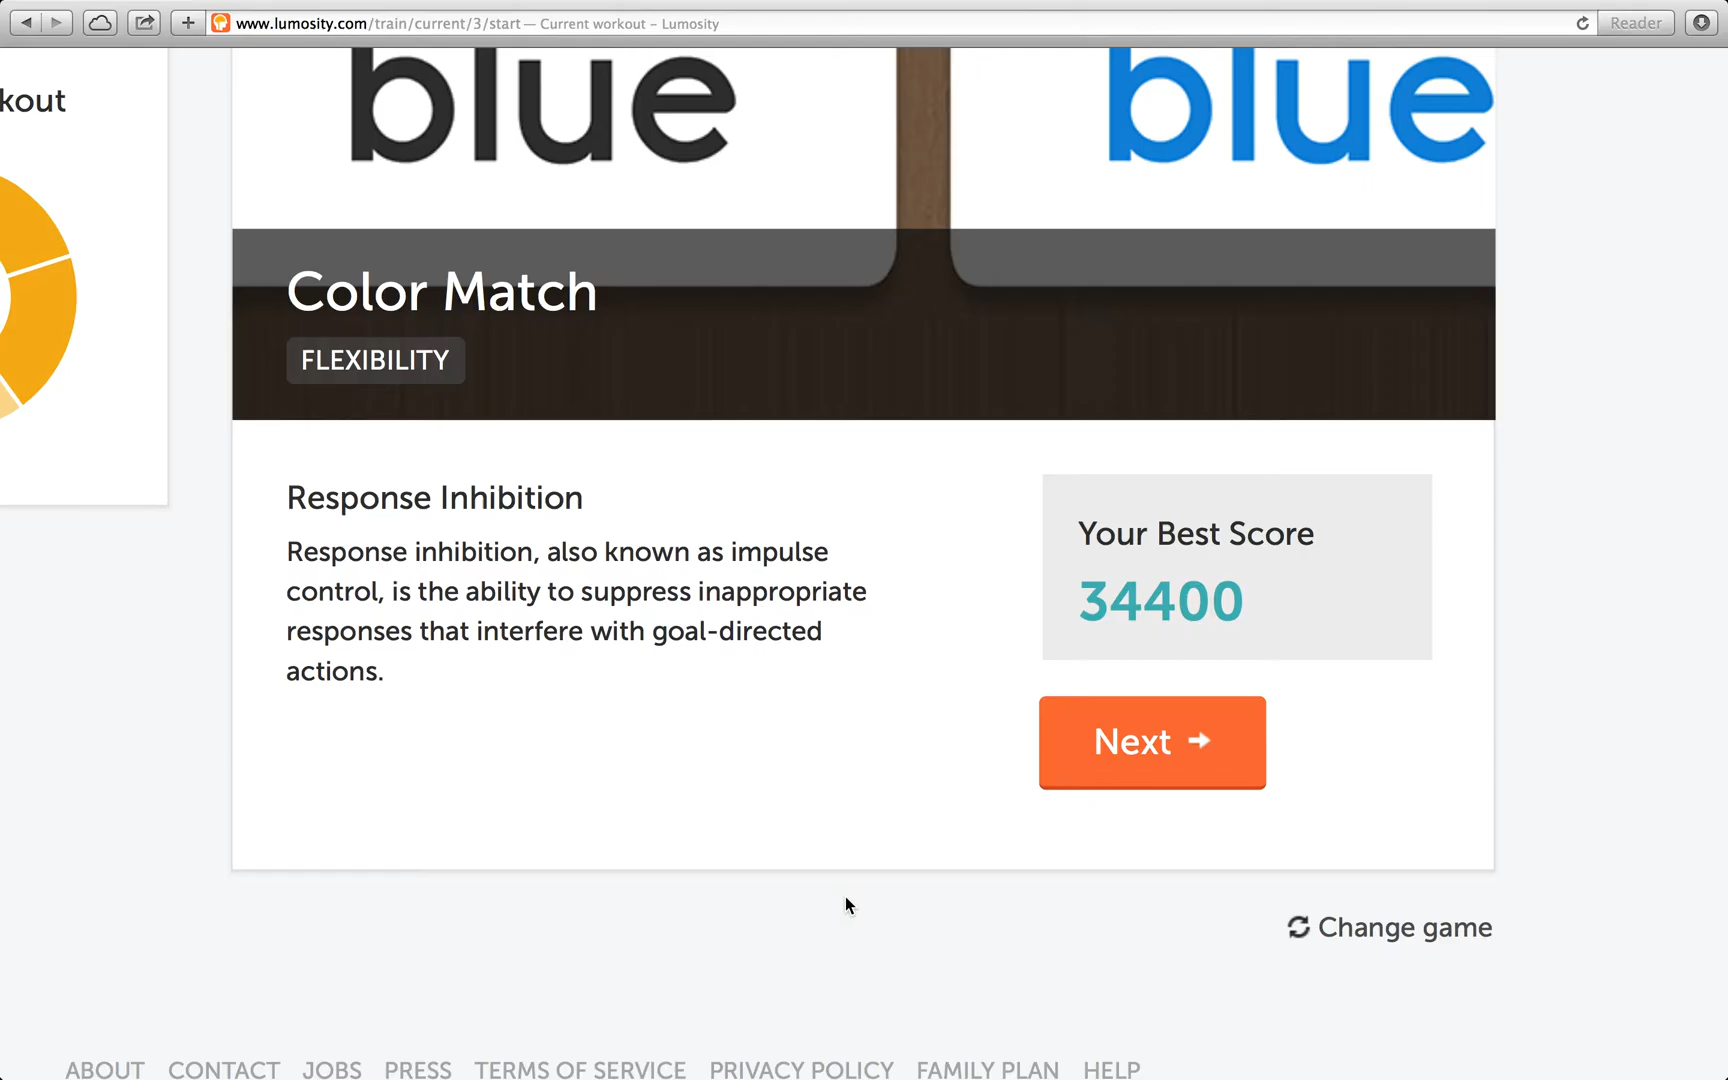 www.lumosity.com/train/current/3/start — Current workout – Lumosity
Reader
kout
blue
blue
Color Match
FLEXIBILITY
Response Inhibition
Response inhibition, also known as impulse
control, is the ability to suppress inappropriate
responses that interfere with goal-directed
actions.
Your Best Score
34400
Next
Change game
ABOUT CONTACT JOBS PRESS TERMS OF SERVICE PRIVACY POLICY FAMILY PLAN HELP